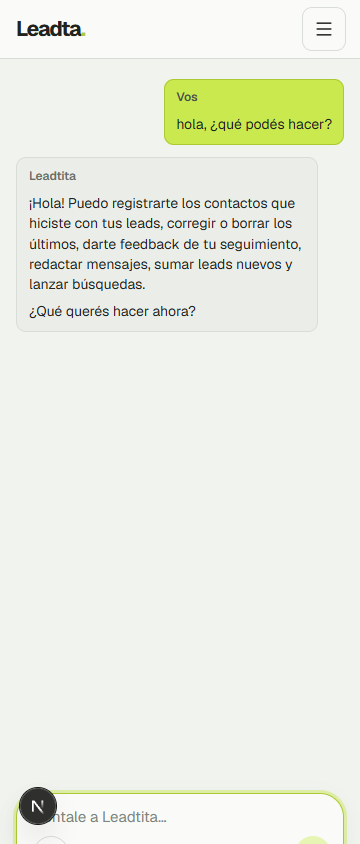 Leadta.
Vos
hola, ¿qué podés hacer?
Leadtita
¡Hola! Puedo registrarte los contactos que
hiciste con tus leads, corregir o borrar los
últimos, darte feedback de tu seguimiento,
redactar mensajes, sumar leads nuevos y
lanzar búsquedas.
¿Qué querés hacer ahora?
N
a Leadtita...